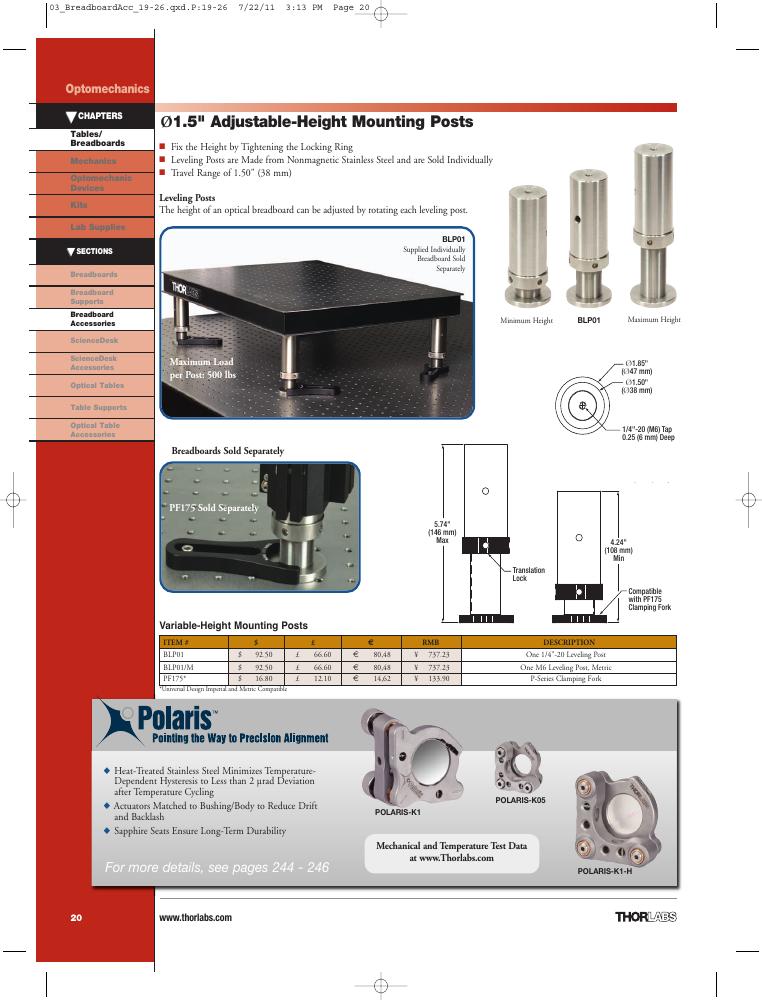 03_BreadboardAcc_19-26.qxd.P:19-26 7/22/11 3:13 PM Page 20
Optomechanics
▼CHAPTERS
Tables/
Breadboards
Mechanics
Optomechanic
Devices
Kits
Lab Supplies
▼SECTIONS
Breadboards
Breadboard
Supports
Breadboard
Accessories
ScienceDesk
ScienceDesk
Accessories
Optical Tables
Table Supports
Optical Table
Accessories
Ø1.5" Adjustable-Height Mounting Posts
■ Fix the Height by Tightening the Locking Ring
■ Leveling Posts are Made from Nonmagnetic Stainless Steel and are Sold Individually
■ Travel Range of 1.50" (38 mm)
Leveling Posts
The height of an optical breadboard can be adjusted by rotating each leveling post.
BLP01
Supplied Individually
Breadboard Sold
Separately
THORLABS
Maximum Load
per Post: 500 lbs
Minimum Height
BLP01
Maximum Height
Ø1.85"
(Ø47 mm)
Ø1.50"
(Ø38 mm)
1/4"-20 (M6) Tap
0.25 (6 mm) Deep
Breadboards Sold Separately
PF175 Sold Separately
5.74"
(146 mm)
Max
Translation
Lock
4.24"
(108 mm)
Min
Compatible
with PF175
Clamping Fork
Variable-Height Mounting Posts
ITEM # $ £ € RMB DESCRIPTION
BLP01 $ 92.50 £ 66.60 € 80,48 ¥ 737.23 One 1/4"-20 Leveling Post
BLP01/M $ 92.50 £ 66.60 € 80,48 ¥ 737.23 One M6 Leveling Post, Metric
PF175* $ 16.80 £ 12.10 € 14,62 ¥ 133.90 P-Series Clamping Fork
*Universal Design Imperial and Metric Compatible
Polaris™
Pointing the Way to Precision Alignment
◆ Heat-Treated Stainless Steel Minimizes Temperature-
Dependent Hysteresis to Less than 2 μrad Deviation
after Temperature Cycling
◆ Actuators Matched to Bushing/Body to Reduce Drift
and Backlash
◆ Sapphire Seats Ensure Long-Term Durability
For more details, see pages 244 - 246
POLARIS-K1
POLARIS-K05
POLARIS-K1-H
Mechanical and Temperature Test Data
at www.Thorlabs.com
20
www.thorlabs.com
THORLABS